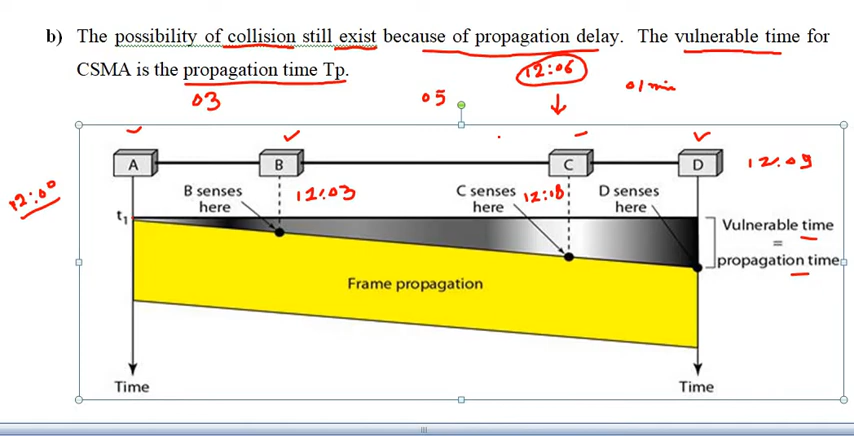 b) The possibility of collision still exist because of propagation delay. The vulnerable time for
CSMA is the propagation time Tp.
12:06
03
05
01 min
A
B
C
D
12:00
12:03
12:08
12:09
B senses
here
C senses
here
D senses
here
t1
Vulnerable time
=
propagation time
Frame propagation
Time
Time